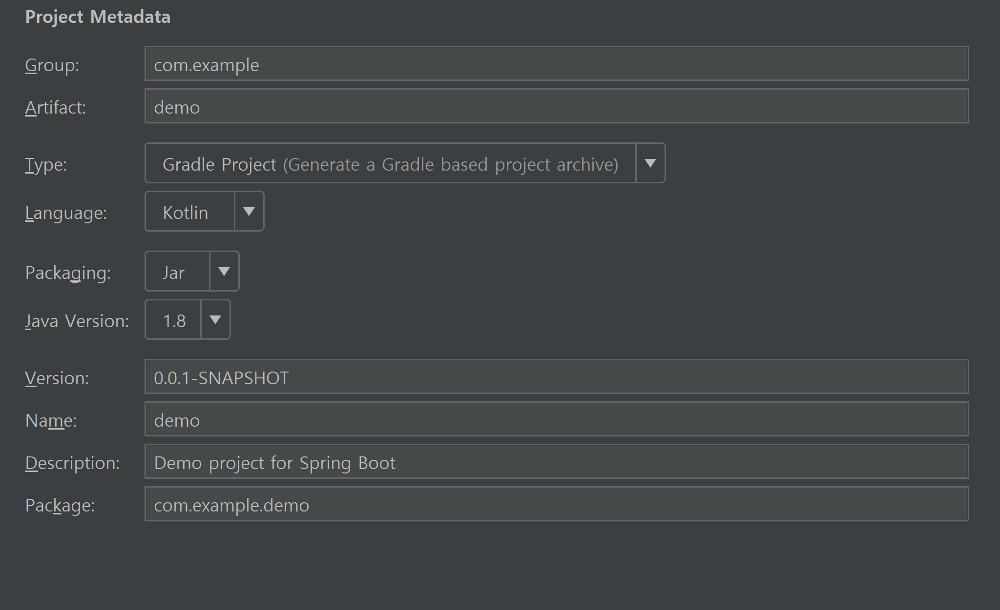 Project Metadata
Group: com.example
Artifact: demo
Type: Gradle Project (Generate a Gradle based project archive)
Language: Kotlin
Packaging: Jar
Java Version: 1.8
Version: 0.0.1-SNAPSHOT
Name: demo
Description: Demo project for Spring Boot
Package: com.example.demo